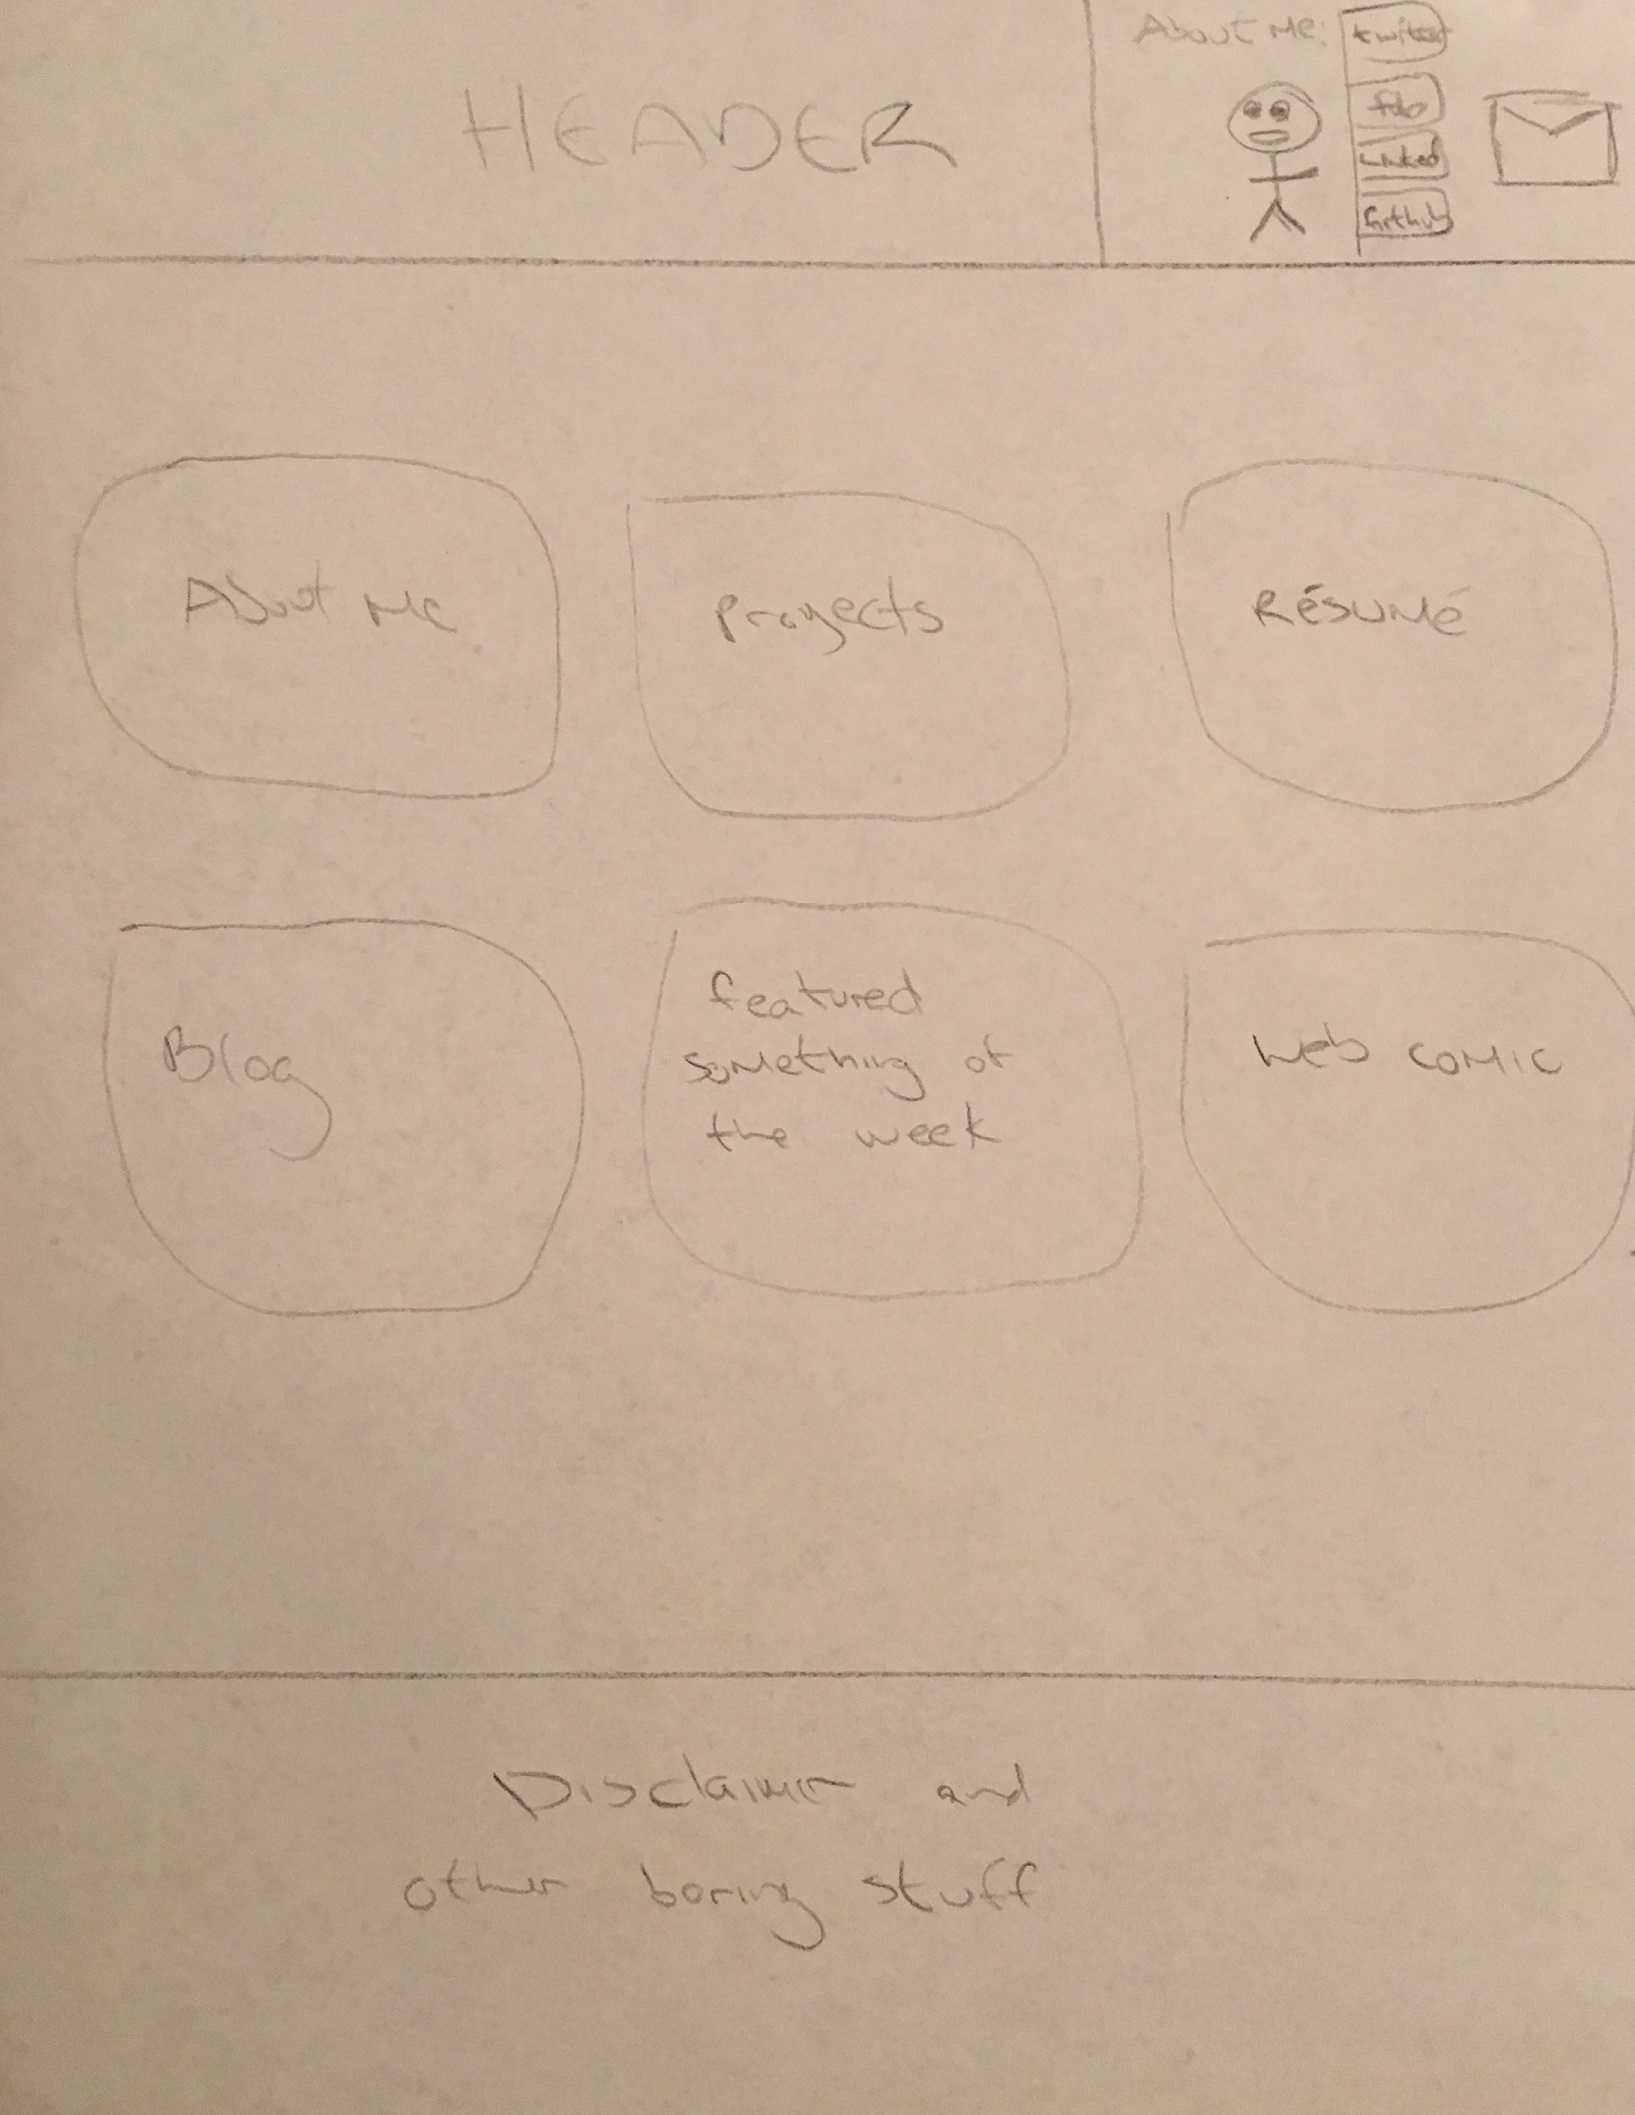 HEADER
About Me:
twitter
fb
Linked
Github
About Me
Proyects
RÉSUMÉ
Blog
featured
something of
the week
web comic
Disclaimer and
other boring stuff